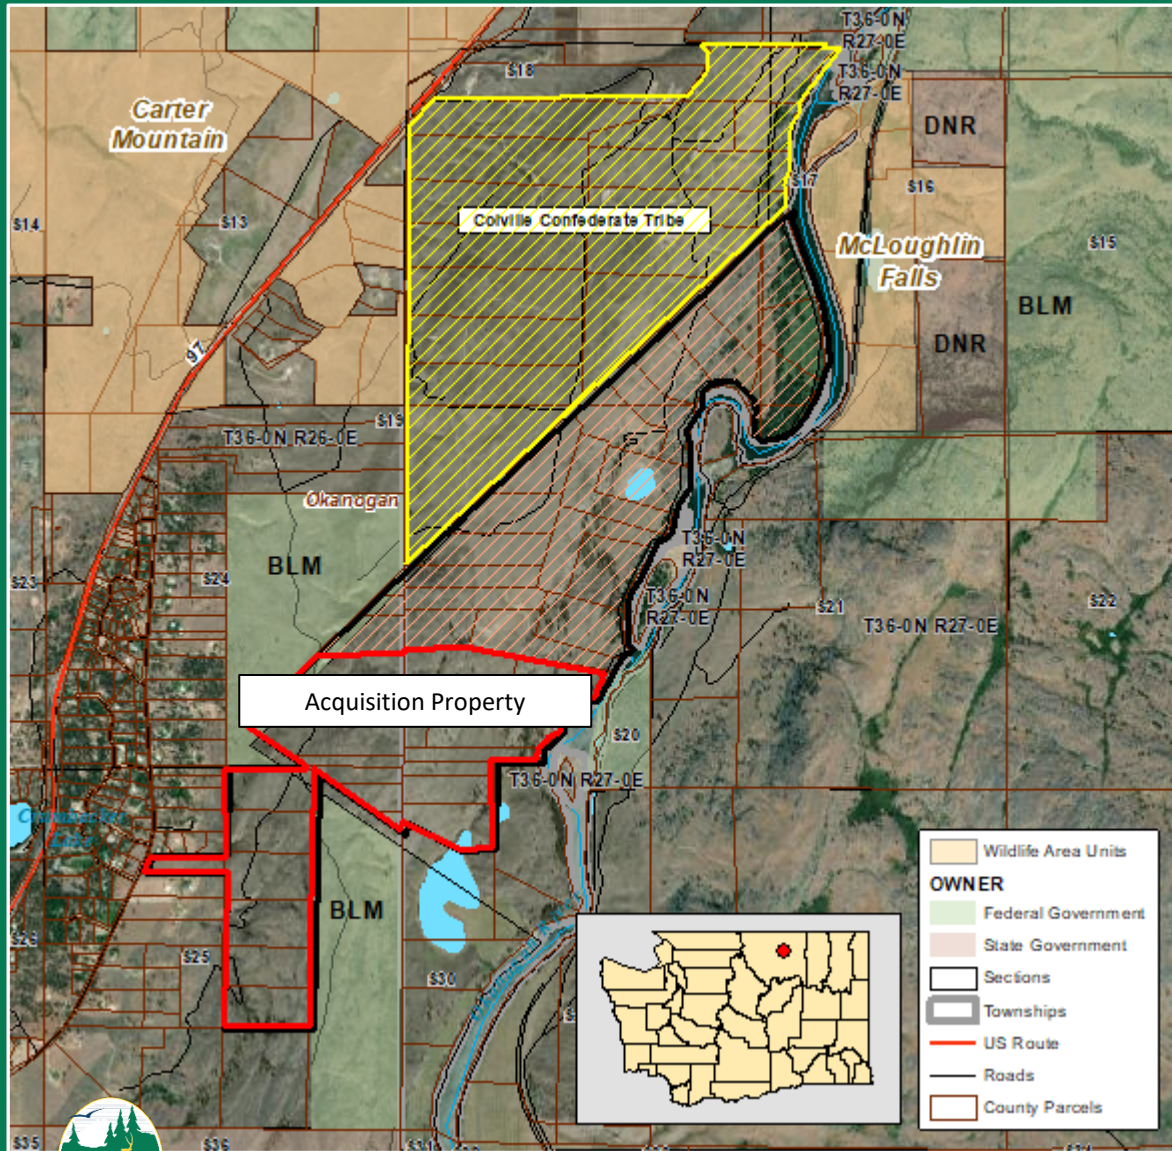 T36-0N
R27-0E
S18
T36-0N
R27-0E
Carter
Mountain
DNR
S17
S16
S14
S13
Colville Confederate Tribe
McLoughlin
Falls
S15
BLM
97
DNR
S19
T36-0N R26-0E
Okanogan
T36-0N
R27-0E
BLM
S23
S24
T36-0N
R27-0E
S21
S22
T36-0N R27-0E
Acquisition Property
S20
T36-0N R27-0E
Lake
Wildlife Area Units
OWNER
BLM
Federal Government
S26
State Government
S25
S30
Sections
Townships
US Route
Roads
County Parcels
S35
S36
S31